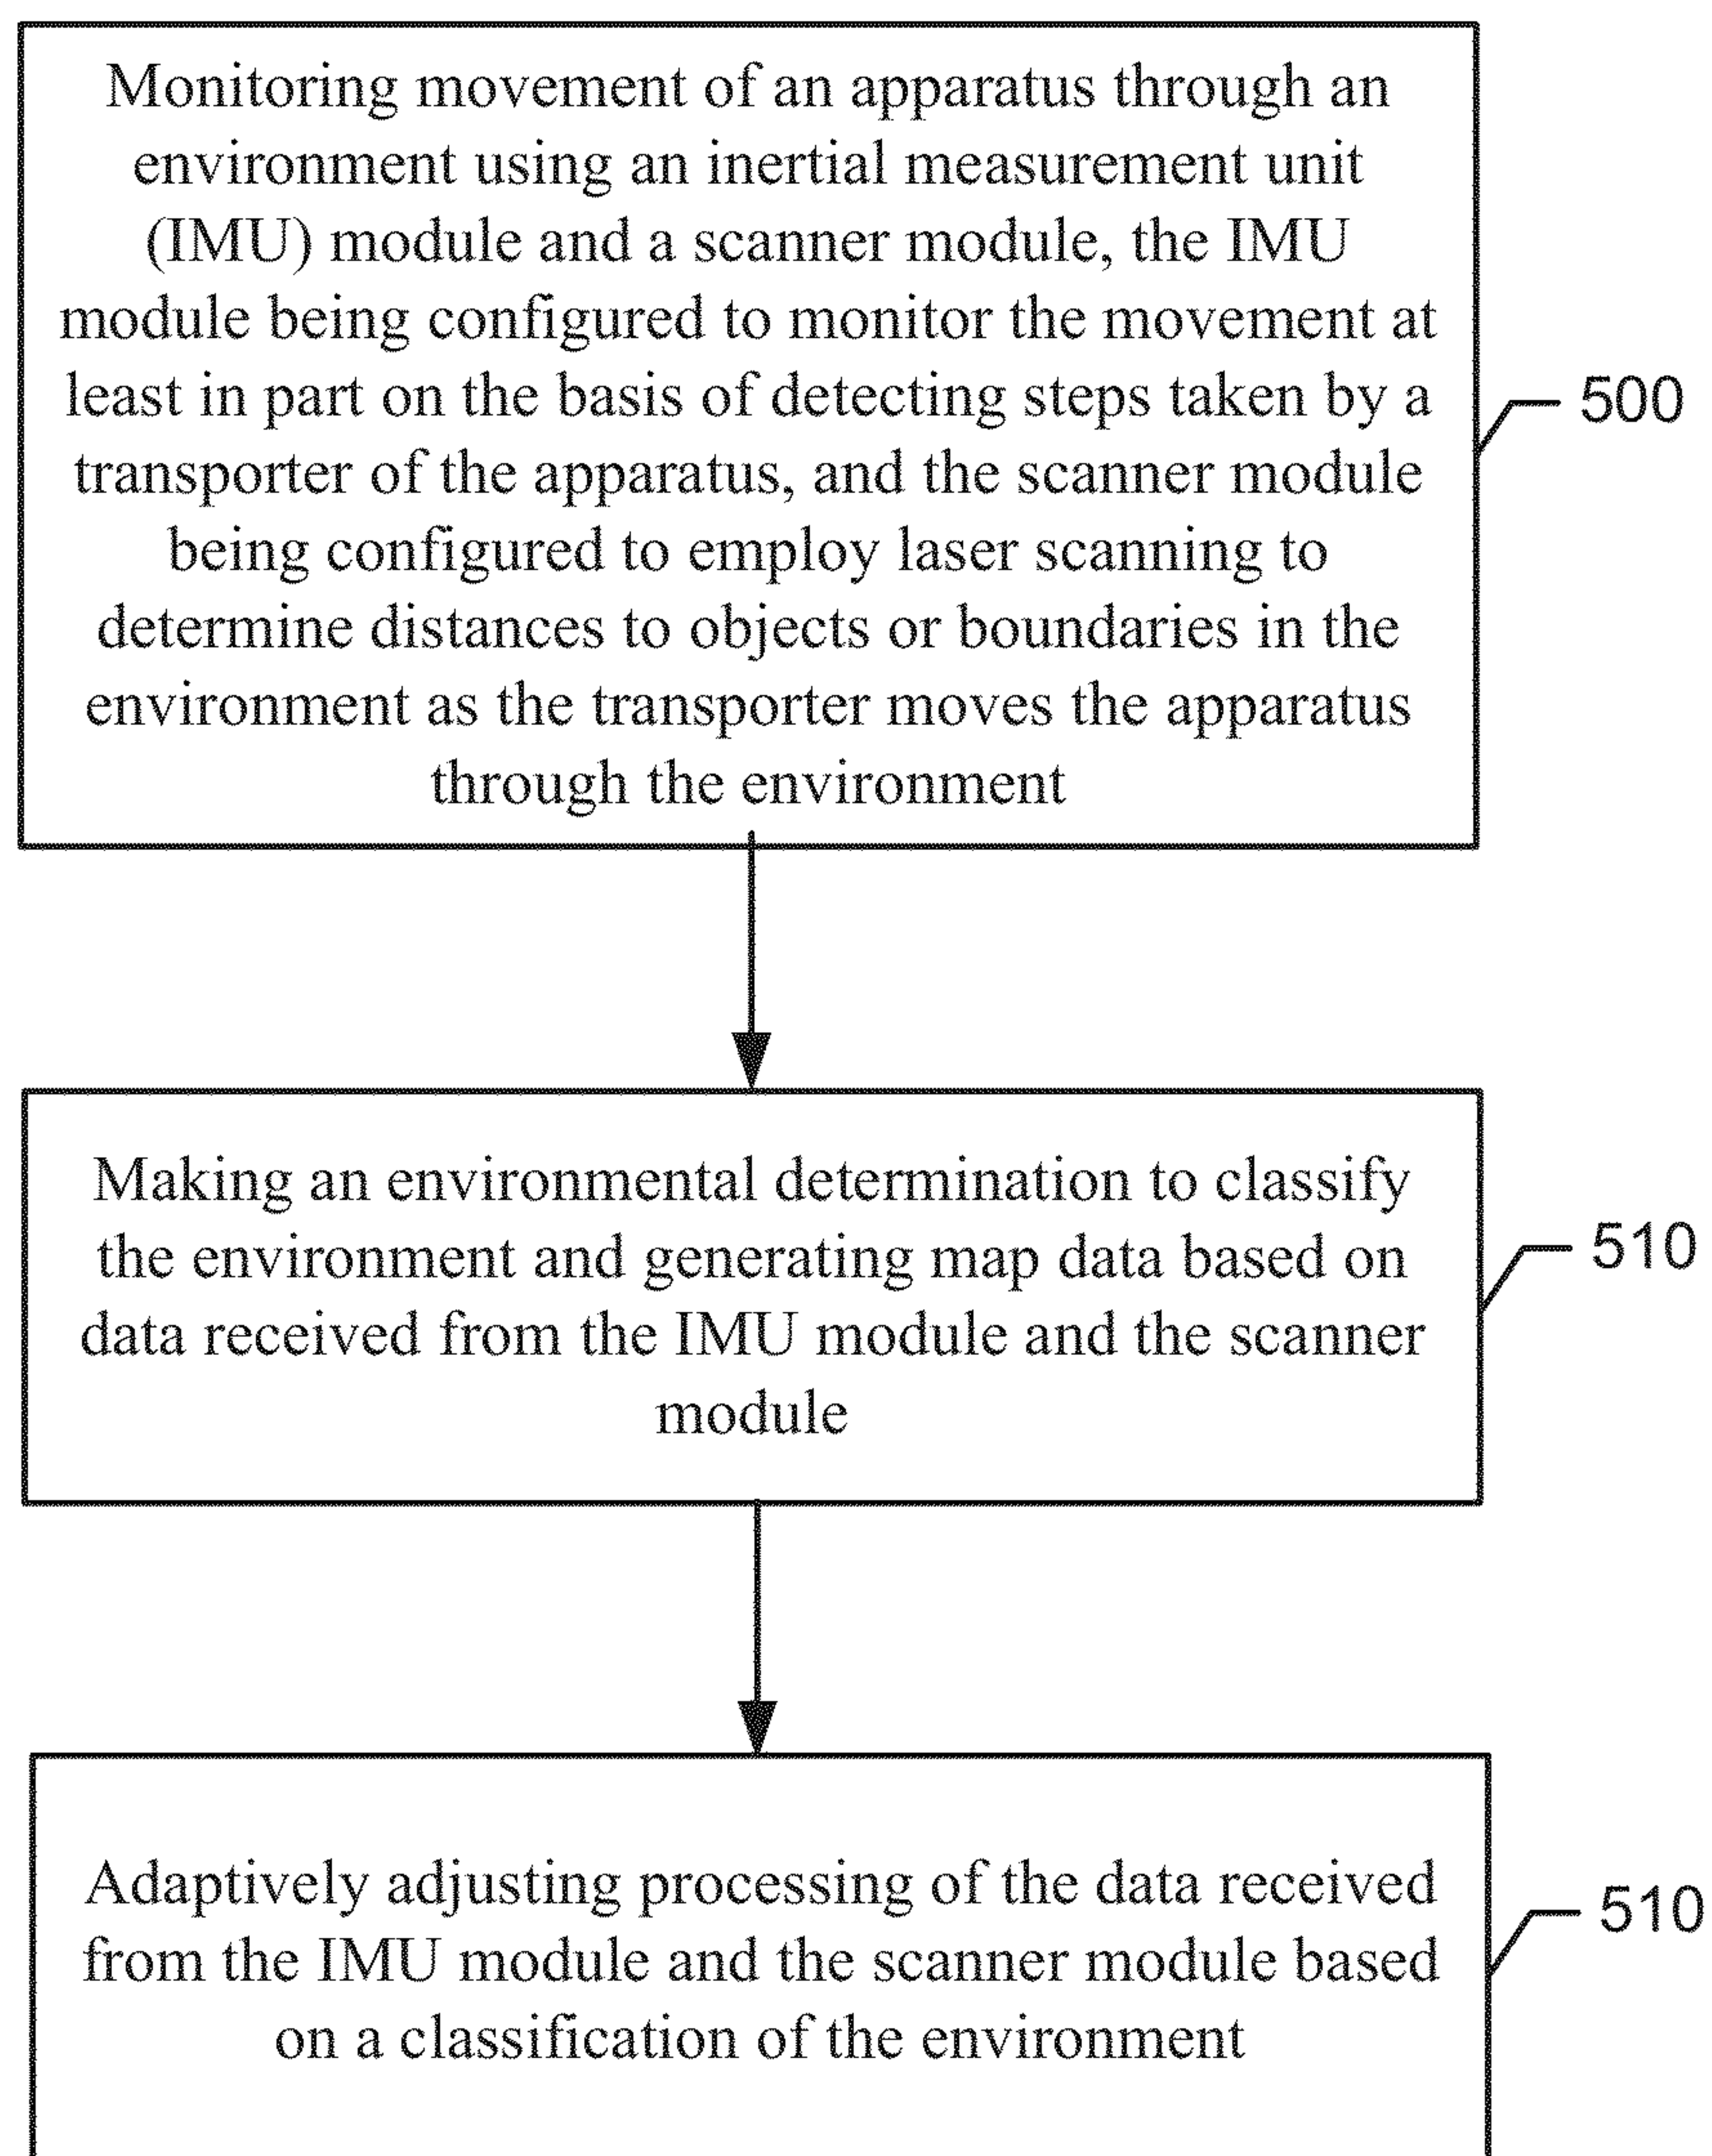 Monitoring movement of an apparatus through an
environment using an inertial measurement unit
(IMU) module and a scanner module, the IMU
module being configured to monitor the movement at
least in part on the basis of detecting steps taken by a
transporter of the apparatus, and the scanner module
being configured to employ laser scanning to
determine distances to objects or boundaries in the
environment as the transporter moves the apparatus
through the environment
500
Making an environmental determination to classify
the environment and generating map data based on
data received from the IMU module and the scanner
module
510
Adaptively adjusting processing of the data received
from the IMU module and the scanner module based
on a classification of the environment
510